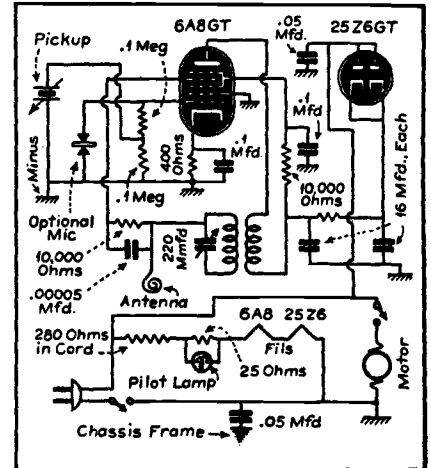 6A8GT
25Z6GT
Pickup
.1 Meg
.05
Mfd.
Minus
400
Ohms
.1 Mfd.
.1
Mfd
10,000
Ohms
16 Mfd., Each
.1 Meg
Optional
Mic
10,000
Ohms
.00005
Mfd.
220
Mmfd
Antenna
280 Ohms
in Cord
6A8
25Z6
Fils
25 Ohms
Pilot Lamp
Motor
Chassis Frame
.05 Mfd